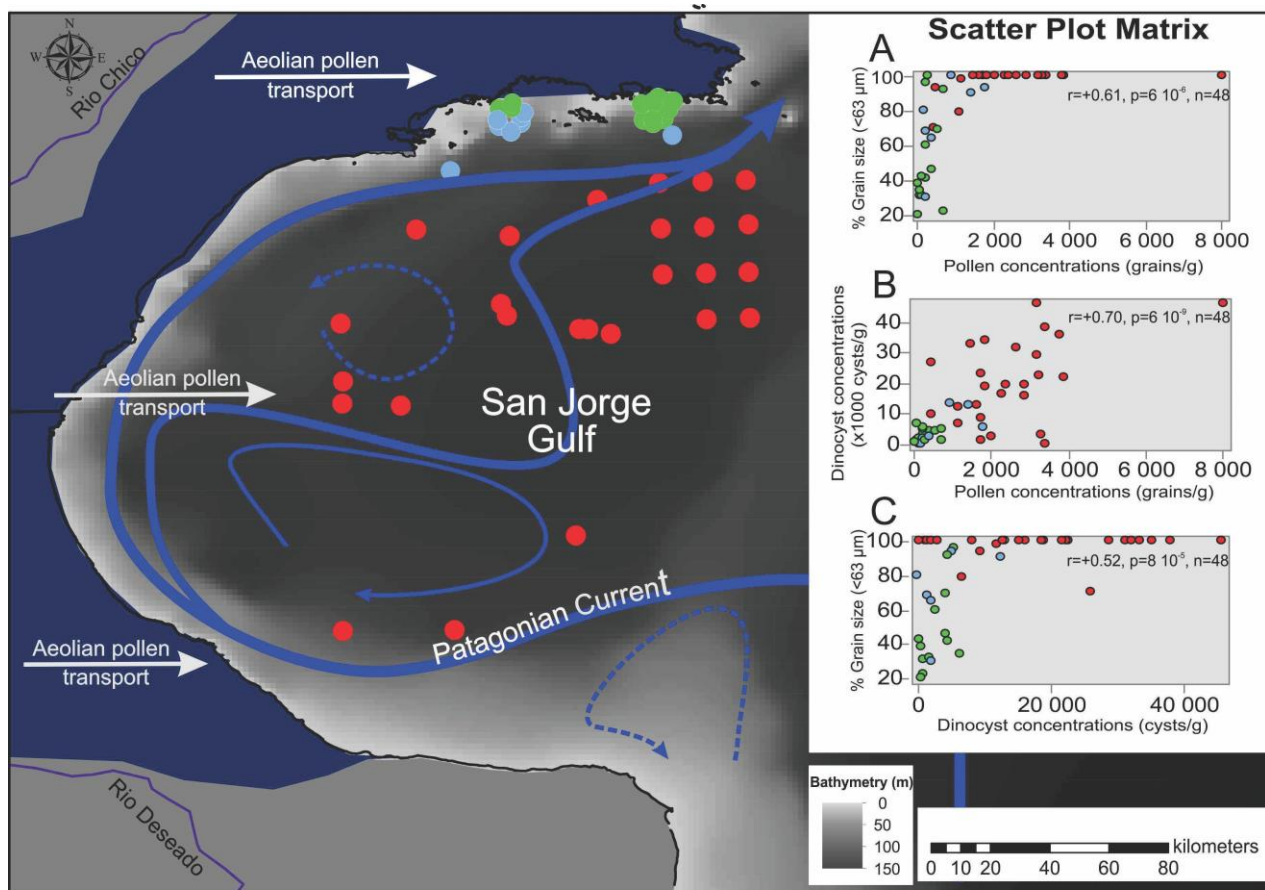 N
W E
S
Rio Chico
Aeolian pollen
transport
Aeolian pollen
transport
San Jorge
Gulf
Aeolian pollen
transport
Patagonian Current
Rio Deseado
Scatter Plot Matrix
A
% Grain size (<63 µm)
100
80
60
40
20
r=+0.61, p=6 10⁻⁶, n=48
0 2 000 4 000 6 000 8 000
Pollen concentrations (grains/g)
B
Dinocyst concentrations
(x1000 cysts/g)
40
30
20
10
0
r=+0.70, p=6 10⁻⁹, n=48
0 2 000 4 000 6 000 8 000
Pollen concentrations (grains/g)
C
% Grain size (<63 µm)
100
80
60
40
20
r=+0.52, p=8 10⁻⁵, n=48
0 20 000 40 000
Dinocyst concentrations (cysts/g)
Bathymetry (m)
0
50
100
150
kilometers
0 10 20 40 60 80